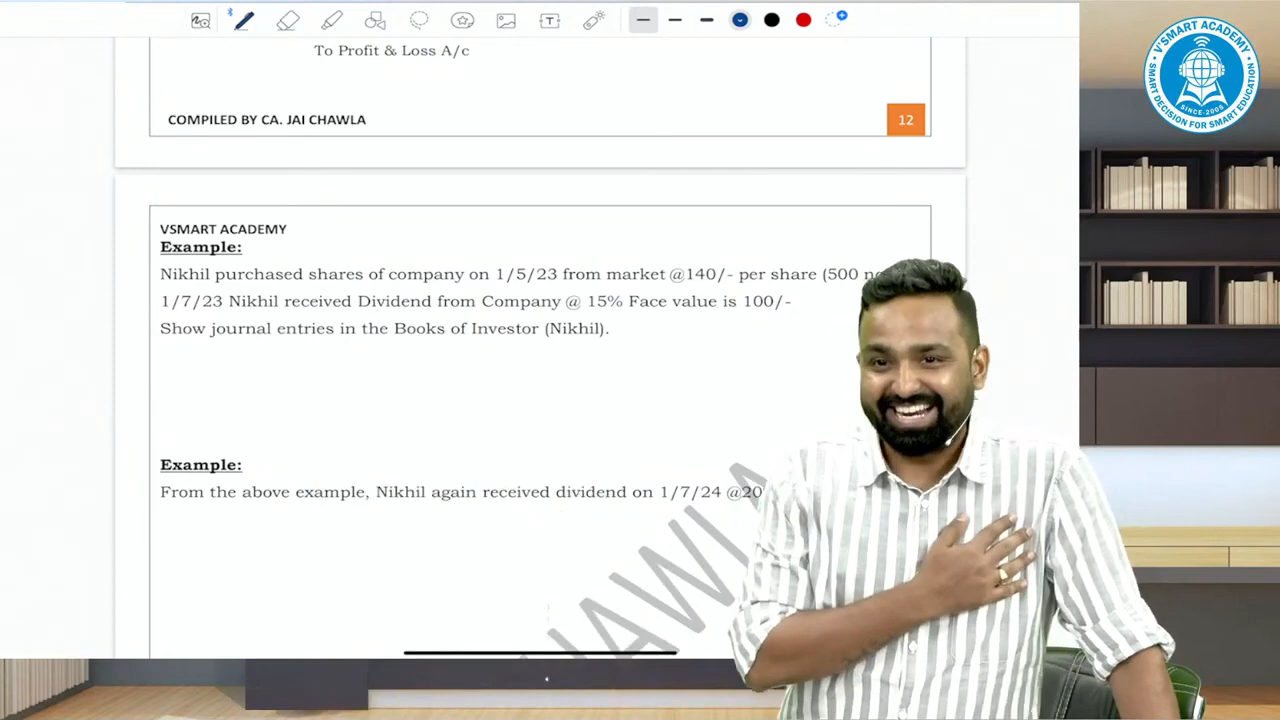 To Profit & Loss A/c
COMPILED BY CA. JAI CHAWLA
12
VSMART ACADEMY
Example:
Nikhil purchased shares of company on 1/5/23 from market @140/- per share (500
1/7/23 Nikhil received Dividend from Company @ 15% Face value is 100/-
Show journal entries in the Books of Investor (Nikhil).
Example:
From the above example, Nikhil again received dividend on 1/7/24 @20
V'SMART ACADEMY
SMART DECISION FOR SMART EDUCATION
SINCE-2005